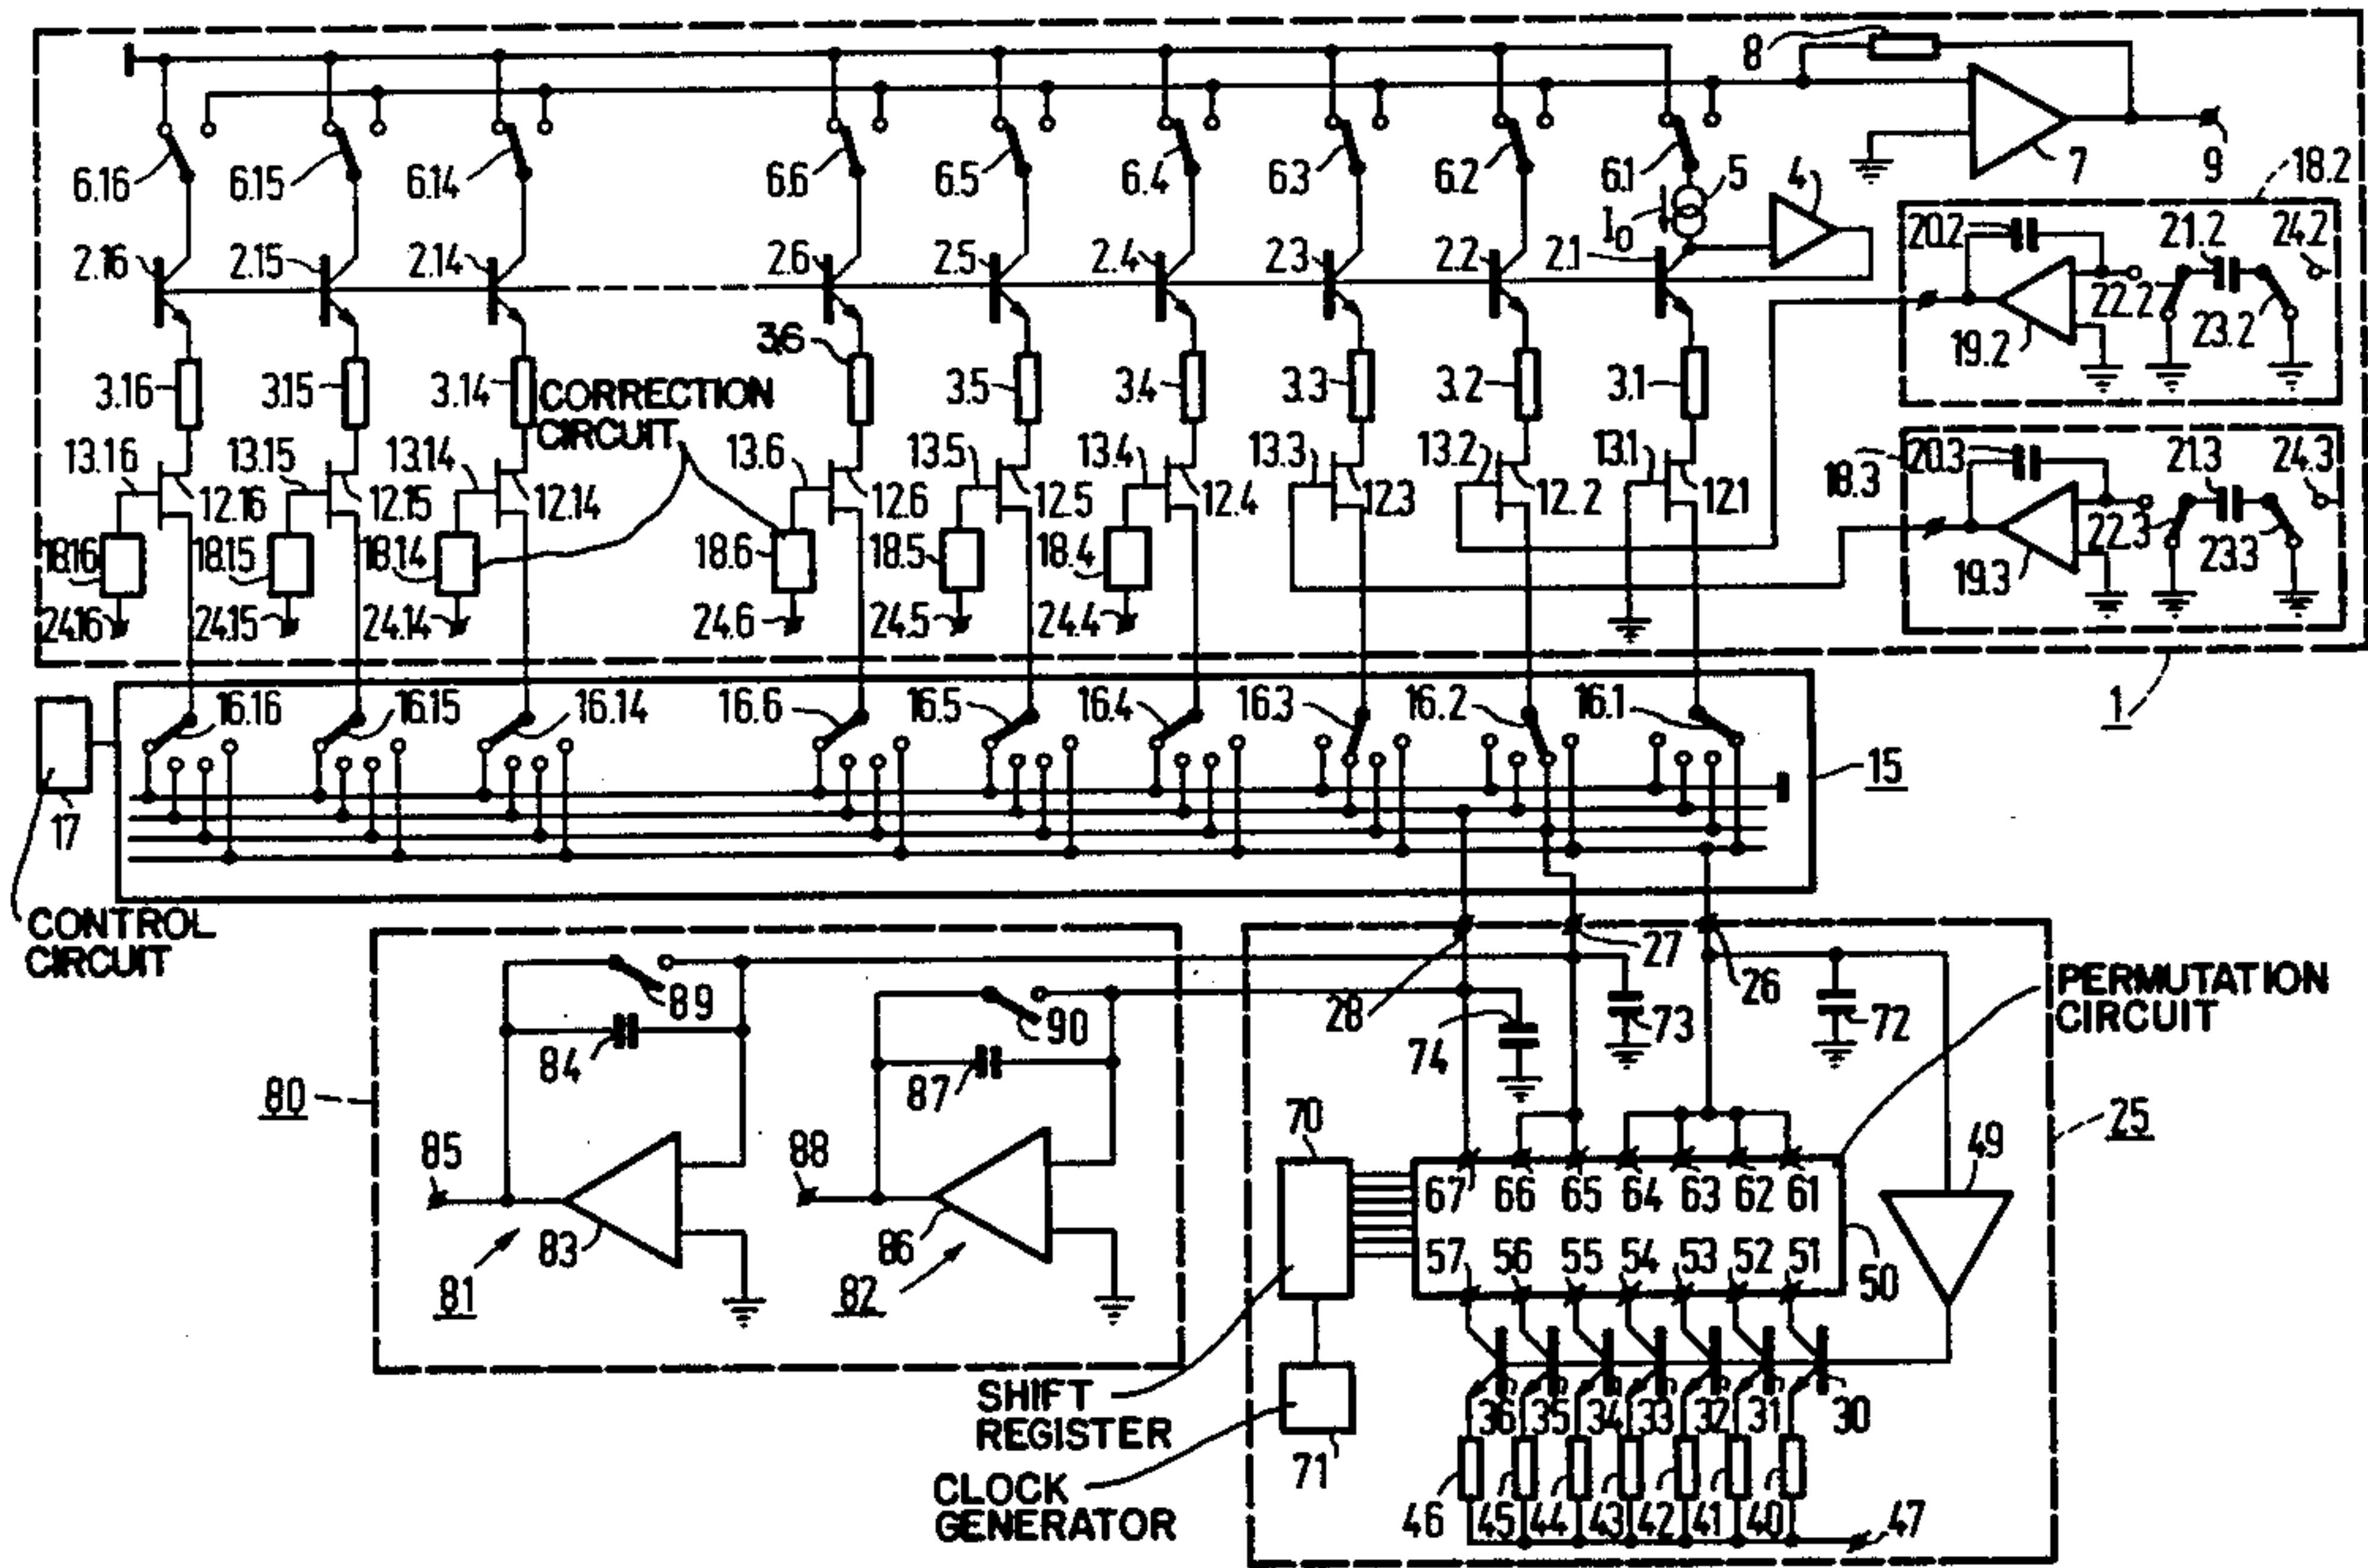 8
6.16 6.15 6.14 6.6 6.5 6.4 6.3 6.2 6.1 5 4 7 9 18.2
I0
2.16 2.15 2.14 2.6 2.5 2.4 2.3 2.2 2.1
20.2 21.2 24.2
22.2 23.2 19.2
3.16 3.15 3.14 3.6 3.5 3.4 3.3 3.2 3.1
CORRECTION
CIRCUIT
13.16 13.15 13.14 13.6 13.5 13.4 13.3 13.2 13.1
18.3 20.3 21.3 24.3
12.16 12.15 12.14 12.6 12.5 12.4 12.3 12.2 12.1
22.3 23.3 19.3
18.16 18.15 18.14 18.6 18.5 18.4
24.16 24.15 24.14 24.6 24.5 24.4
16.16 16.15 16.14 16.6 16.5 16.4 16.3 16.2 16.1
1
15
17
CONTROL
CIRCUIT
28 27 26
PERMUTATION
CIRCUIT
89 90
84 87 74 73 72
80
70 25
85 88 49
67 66 65 64 63 62 61
83 86
57 56 55 54 53 52 51
50
81 82
SHIFT
REGISTER
36 35 34 33 32 31 30
71
CLOCK
GENERATOR
46 45 44 43 42 41 40 47